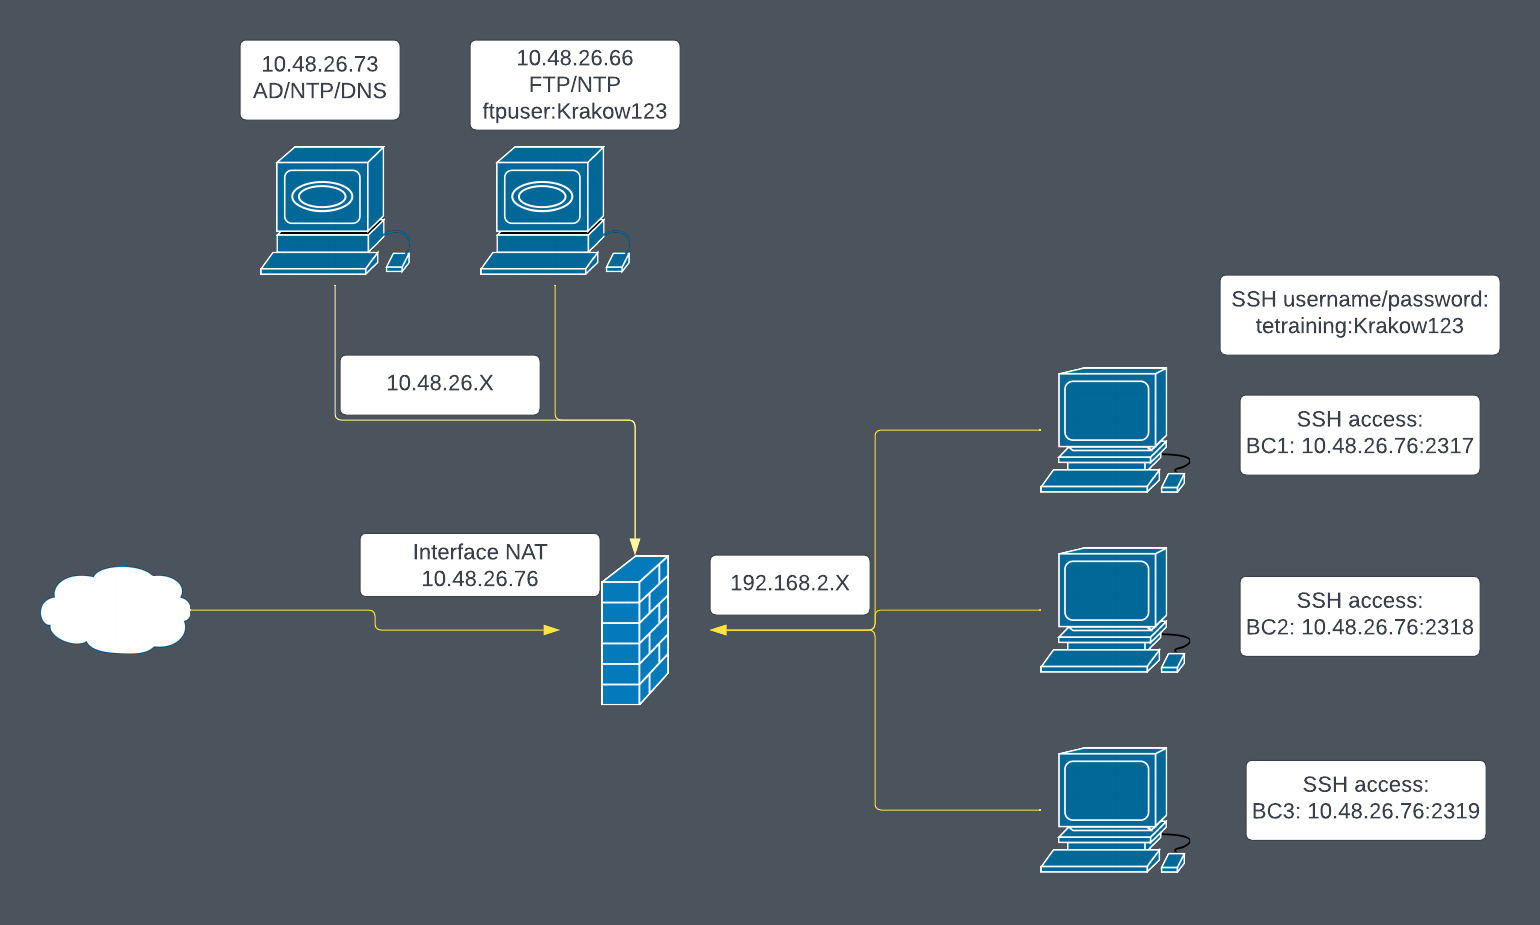 10.48.26.73
AD/NTP/DNS
10.48.26.66
FTP/NTP
ftpuser:Krakow123
SSH username/password:
tetraining:Krakow123
10.48.26.X
SSH access:
BC1: 10.48.26.76:2317
Interface NAT
10.48.26.76
192.168.2.X
SSH access:
BC2: 10.48.26.76:2318
SSH access:
BC3: 10.48.26.76:2319